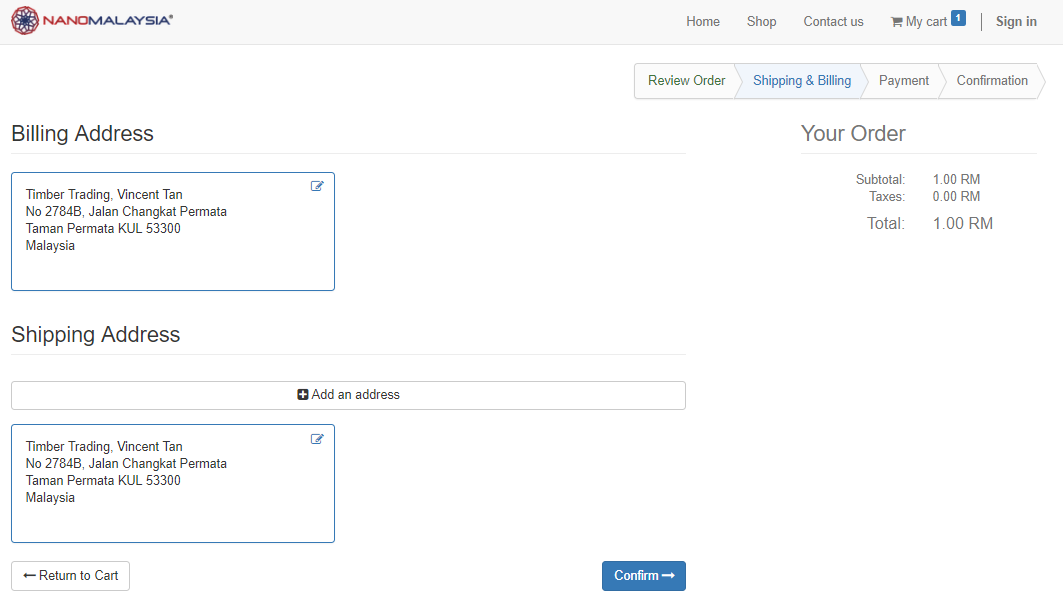 NANOMALAYSIA®
Home Shop Contact us My cart 1 Sign in
Review Order Shipping & Billing Payment Confirmation
Billing Address
Timber Trading, Vincent Tan
No 2784B, Jalan Changkat Permata
Taman Permata KUL 53300
Malaysia
Your Order
Subtotal: 1.00 RM
Taxes: 0.00 RM
Total: 1.00 RM
Shipping Address
Add an address
Timber Trading, Vincent Tan
No 2784B, Jalan Changkat Permata
Taman Permata KUL 53300
Malaysia
Return to Cart
Confirm